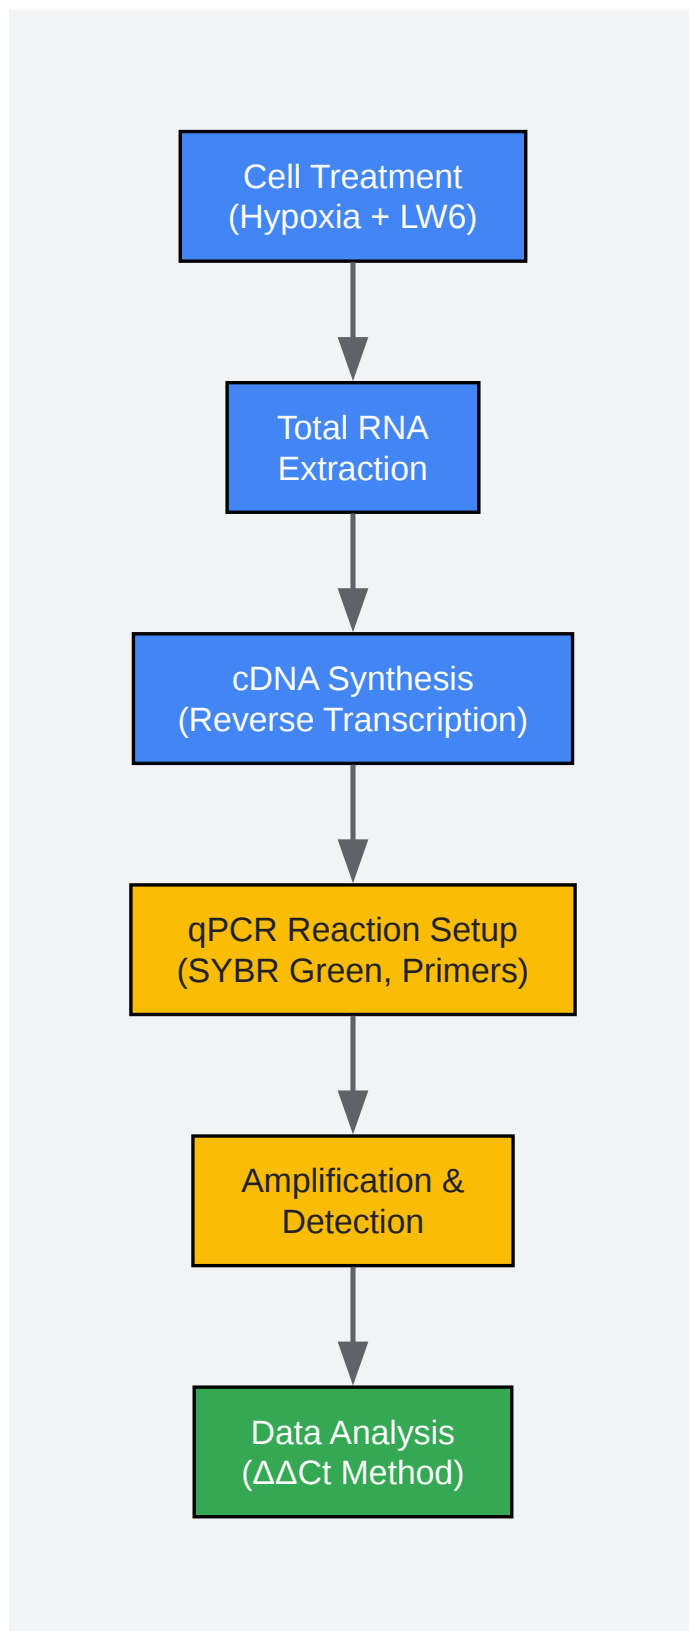 Cell Treatment
(Hypoxia + LW6)
Total RNA
Extraction
cDNA Synthesis
(Reverse Transcription)
qPCR Reaction Setup
(SYBR Green, Primers)
Amplification &
Detection
Data Analysis
(ΔΔCt Method)